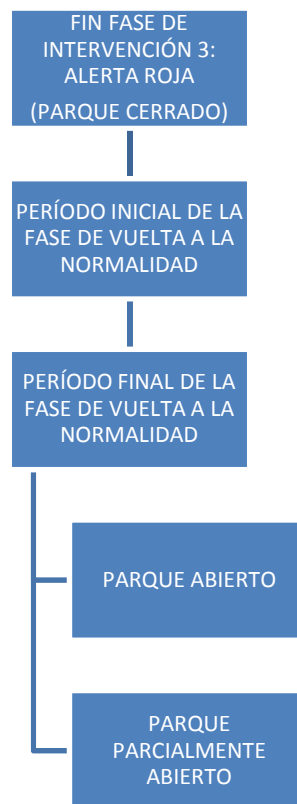 FIN FASE DE
INTERVENCIÓN 3:
ALERTA ROJA
(PARQUE CERRADO)
PERÍODO INICIAL DE LA
FASE DE VUELTA A LA
NORMALIDAD
PERÍODO FINAL DE LA
FASE DE VUELTA A LA
NORMALIDAD
PARQUE ABIERTO
PARQUE
PARCIALMENTE
ABIERTO